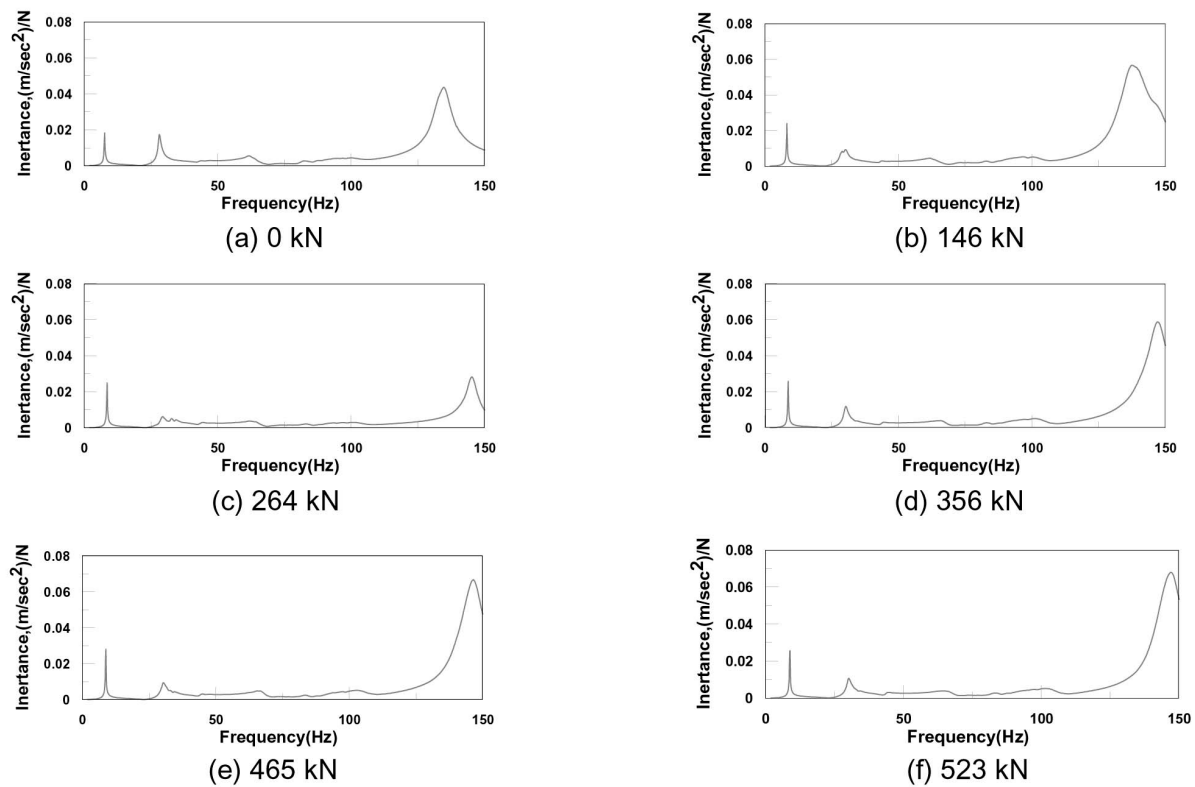 Inertance,(m/sec²)/N
0.08
0.06
0.04
0.02
0
0 50 100 150
Frequency(Hz)
(a) 0 kN
Inertance,(m/sec²)/N
0.08
0.06
0.04
0.02
0
0 50 100 150
Frequency(Hz)
(b) 146 kN
Inertance,(m/sec²)/N
0.08
0.06
0.04
0.02
0
0 50 100 150
Frequency(Hz)
(c) 264 kN
Inertance,(m/sec²)/N
0.08
0.06
0.04
0.02
0
0 50 100 150
Frequency(Hz)
(d) 356 kN
Inertance,(m/sec²)/N
0.08
0.06
0.04
0.02
0
0 50 100 150
Frequency(Hz)
(e) 465 kN
Inertance,(m/sec²)/N
0.08
0.06
0.04
0.02
0
0 50 100 150
Frequency(Hz)
(f) 523 kN